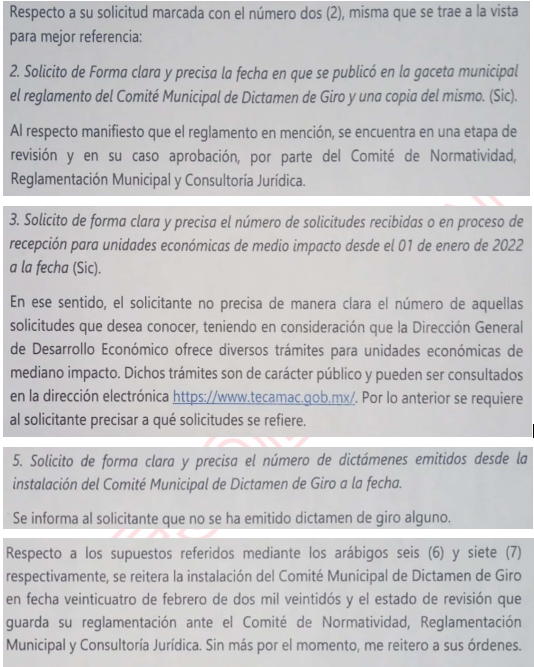 Respecto a su solicitud marcada con el número dos (2), misma que se trae a la vista
para mejor referencia:
2. Solicito de Forma clara y precisa la fecha en que se publicó en la gaceta municipal
el reglamento del Comité Municipal de Dictamen de Giro y una copia del mismo. (Sic).
Al respecto manifiesto que el reglamento en mención, se encuentra en una etapa de
revisión y en su caso aprobación, por parte del Comité de Normatividad,
Reglamentación Municipal y Consultoría Jurídica.
3. Solicito de forma clara y precisa el número de solicitudes recibidas o en proceso de
recepción para unidades económicas de medio impacto desde el 01 de enero de 2022
a la fecha (Sic).
En ese sentido, el solicitante no precisa de manera clara el número de aquellas
solicitudes que desea conocer, teniendo en consideración que la Dirección General
de Desarrollo Económico ofrece diversos trámites para unidades económicas de
mediano impacto. Dichos trámites son de carácter público y pueden ser consultados
en la dirección electrónica https://www.tecamac.gob.mx/. Por lo anterior se requiere
al solicitante precisar a qué solicitudes se refiere.
5. Solicito de forma clara y precisa el número de dictámenes emitidos desde la
instalación del Comité Municipal de Dictamen de Giro a la fecha.
Se informa al solicitante que no se ha emitido dictamen de giro alguno.
Respecto a los supuestos referidos mediante los arábigos seis (6) y siete (7)
respectivamente, se reitera la instalación del Comité Municipal de Dictamen de Giro
en fecha veinticuatro de febrero de dos mil veintidós y el estado de revisión que
guarda su reglamentación ante el Comité de Normatividad, Reglamentación
Municipal y Consultoría Jurídica. Sin más por el momento, me reitero a sus órdenes.